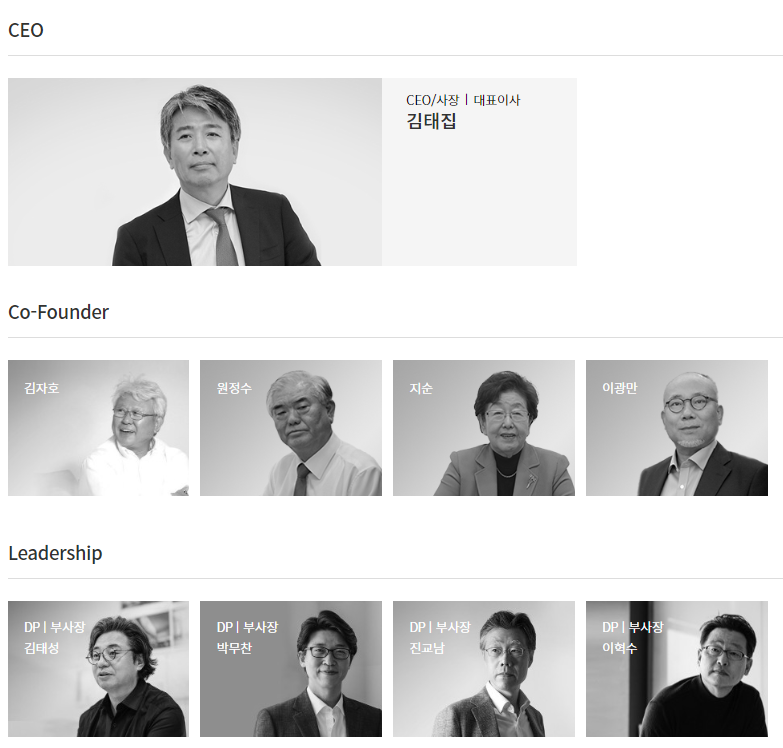 CEO
CEO/사장 | 대표이사
김태집
Co-Founder
김자호
원정수
지순
이광만
Leadership
DP | 부사장
김태성
DP | 부사장
박무찬
DP | 부사장
진교남
DP | 부사장
이혁수